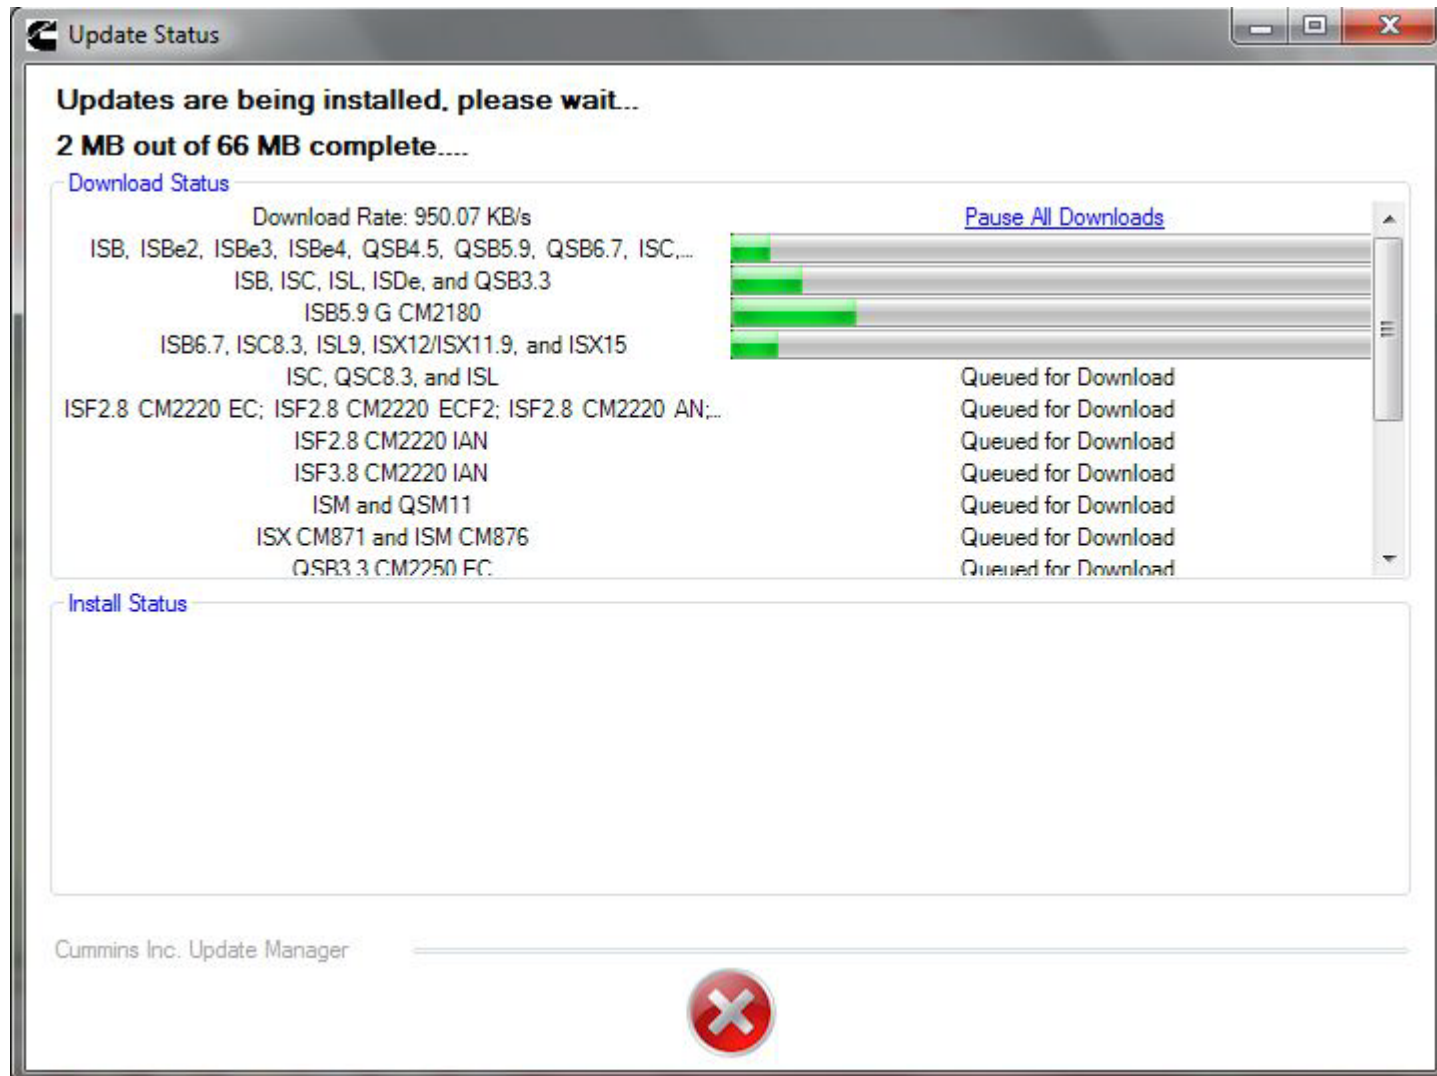 Update Status
Updates are being installed, please wait...
2 MB out of 66 MB complete....
Download Status
Download Rate: 950.07 KB/s Pause All Downloads
ISB, ISBe2, ISBe3, ISBe4, QSB4.5, QSB5.9, QSB6.7, ISC,...
ISB, ISC, ISL, ISDe, and QSB3.3
ISB5.9 G CM2180
ISB6.7, ISC8.3, ISL9, ISX12/ISX11.9, and ISX15
ISC, QSC8.3, and ISL Queued for Download
ISF2.8 CM2220 EC; ISF2.8 CM2220 ECF2; ISF2.8 CM2220 AN;... Queued for Download
ISF2.8 CM2220 IAN Queued for Download
ISF3.8 CM2220 IAN Queued for Download
ISM and QSM11 Queued for Download
ISX CM871 and ISM CM876 Queued for Download
QSB3.3 CM2250 EC Queued for Download
Install Status
Cummins Inc. Update Manager